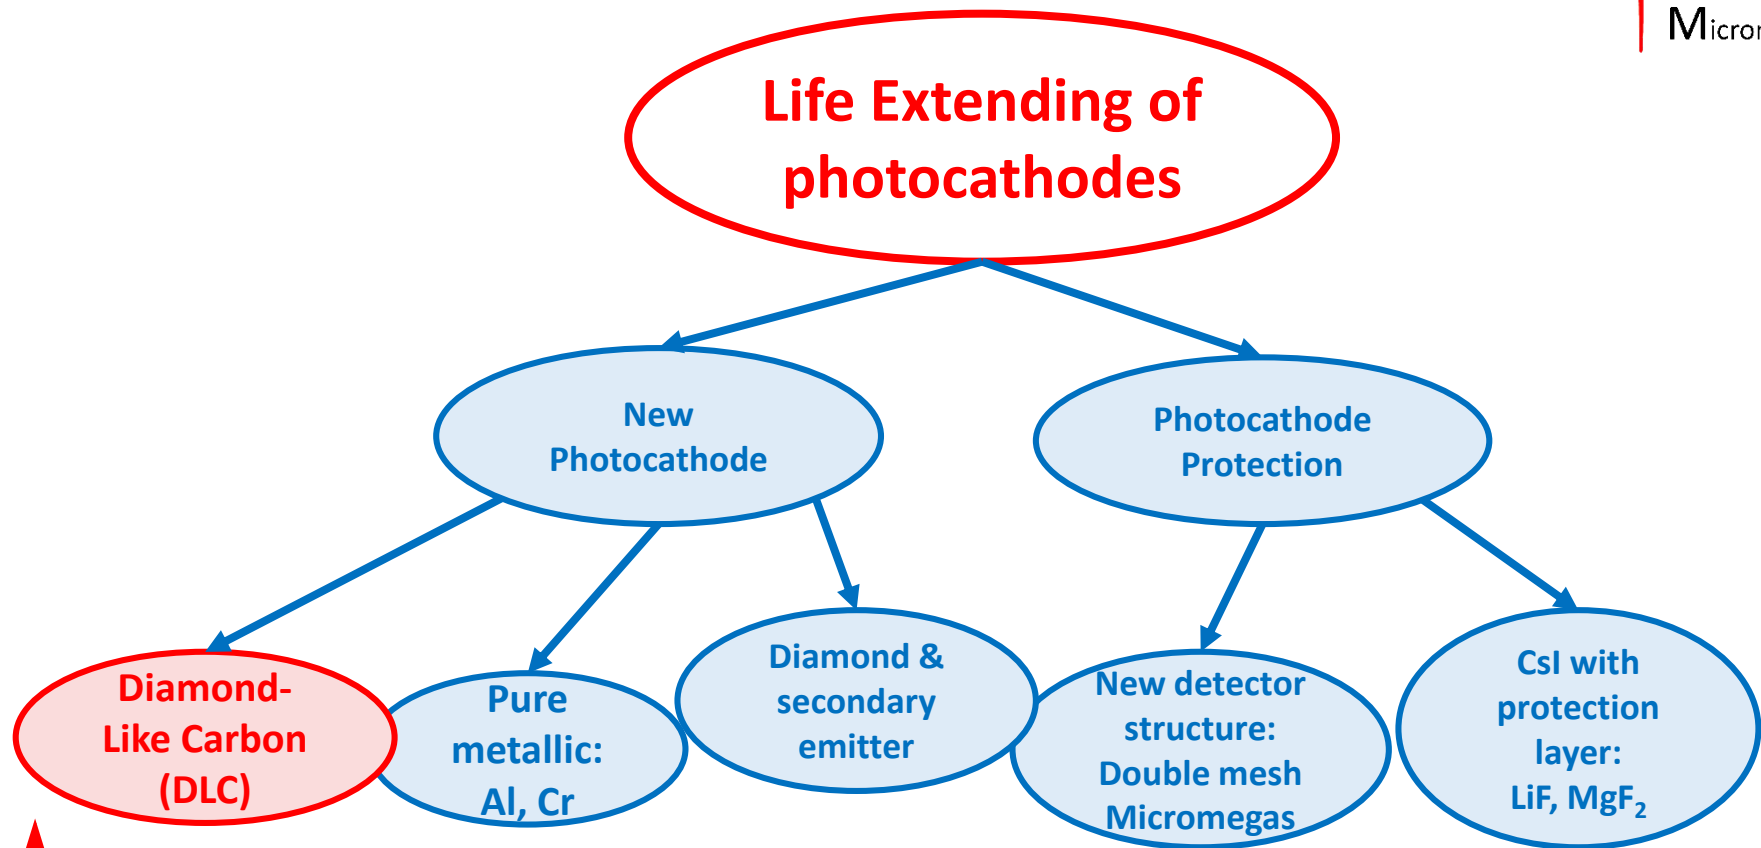 Life Extending of
photocathodes
New
Photocathode
Photocathode
Protection
Diamond-
Like Carbon
(DLC)
Pure
metallic:
Al, Cr
Diamond &
secondary
emitter
New detector
structure:
Double mesh
Micromegas
CsI with
protection
layer:
LiF, MgF₂